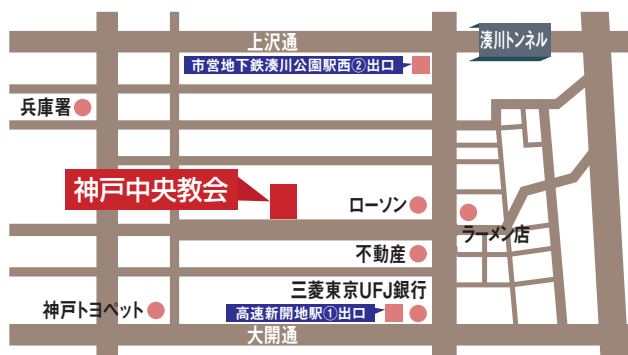 上沢通
湊川トンネル
市営地下鉄湊川公園駅西②出口
兵庫署
神戸中央教会
ローソン
ラーメン店
不動産
三菱東京UFJ銀行
神戸トヨペット
高速新開地駅①出口
大開通